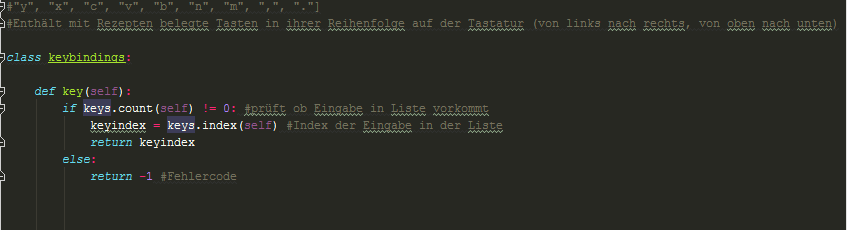 #"y", "x", "c", "v", "b", "n", "m", ",", "."]
#Enthält mit Rezepten belegte Tasten in ihrer Reihenfolge auf der Tastatur (von links nach rechts, von oben nach unten)
class keybindings:
def key(self):
if keys.count(self) != 0: #prüft ob Eingabe in Liste vorkommt
keyindex = keys.index(self) #Index der Eingabe in der Liste
return keyindex
else:
return -1 #Fehlercode